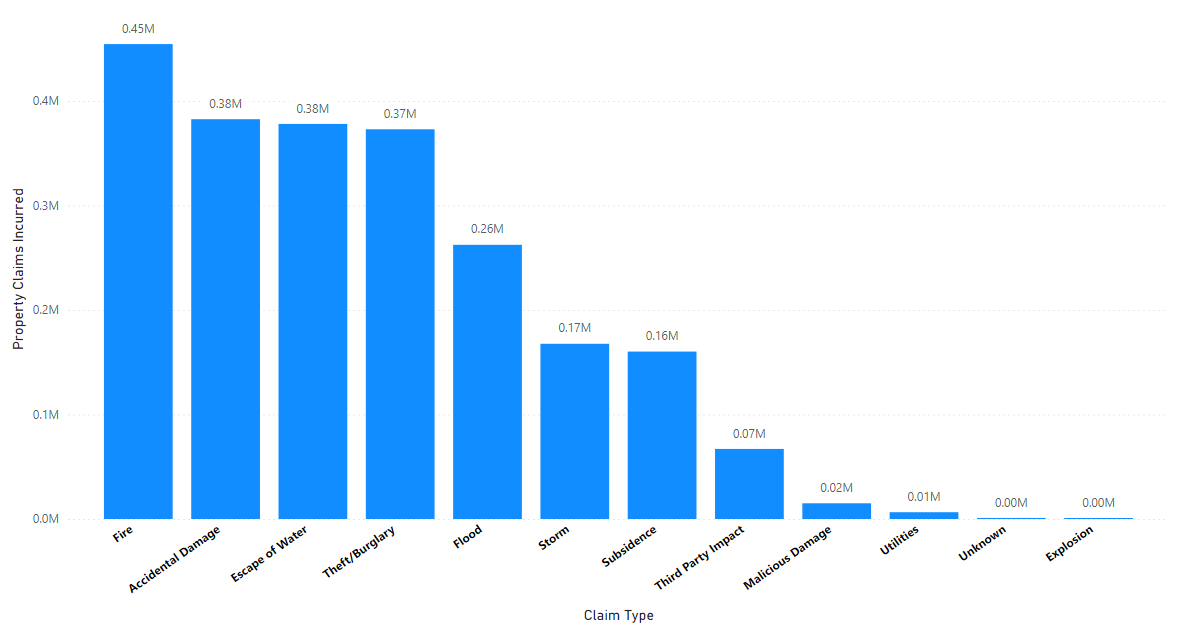 0.45M
0.38M
0.38M
0.37M
0.26M
0.17M
0.16M
0.07M
0.02M
0.01M
0.00M
0.00M
0.4M
0.3M
0.2M
0.1M
0.0M
Property Claims Incurred
Fire
Accidental Damage
Escape of Water
Theft/Burglary
Flood
Storm
Subsidence
Third Party Impact
Malicious Damage
Utilities
Unknown
Explosion
Claim Type